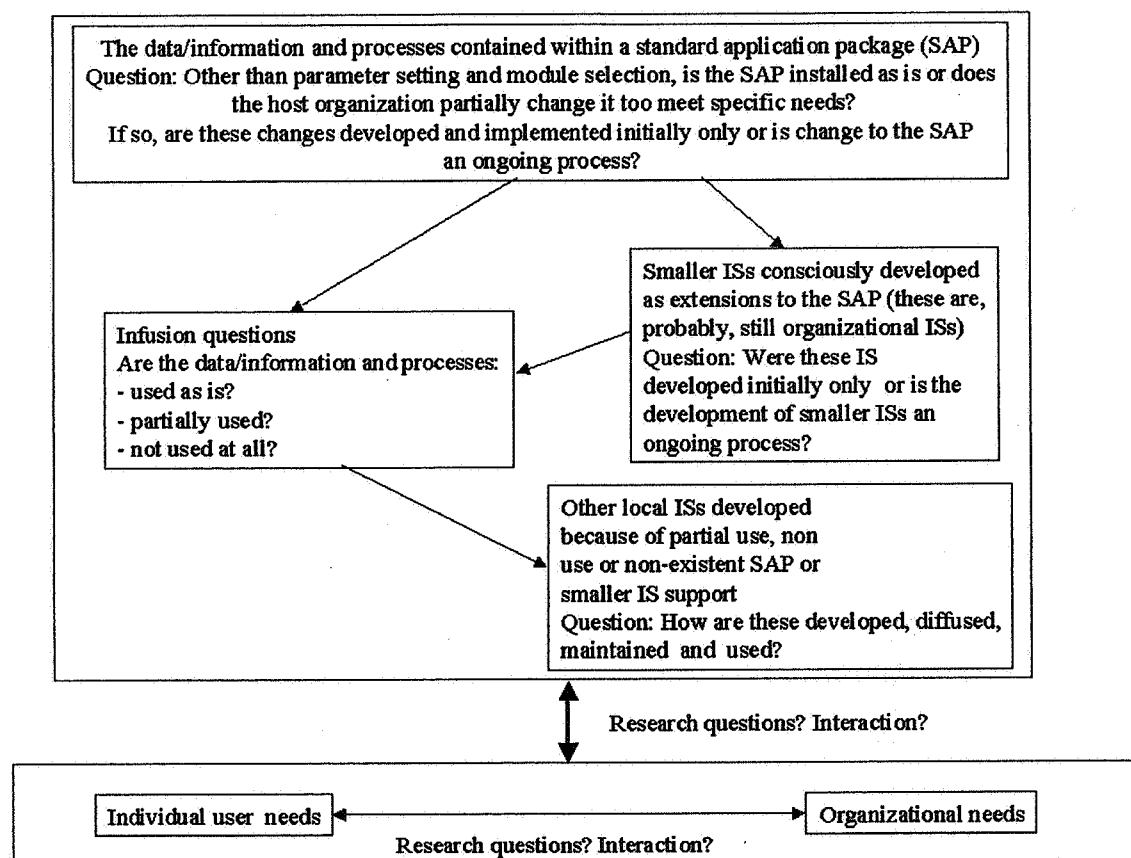 The data/information and processes contained within a standard application package (SAP)
Question: Other than parameter setting and module selection, is the SAP installed as is or does
the host organization partially change it too meet specific needs?
If so, are these changes developed and implemented initially only or is change to the SAP
an ongoing process?
Smaller ISs consciously developed
as extensions to the SAP (these are,
probably, still organizational ISs)
Question: Were these IS
developed initially only or is the
development of smaller ISs an
ongoing process?
Infusion questions
Are the data/information and processes:
- used as is?
- partially used?
- not used at all?
Other local ISs developed
because of partial use, non
use or non-existent SAP or
smaller IS support
Question: How are these developed, diffused,
maintained and used?
Research questions? Interaction?
Individual user needs
Organizational needs
Research questions? Interaction?